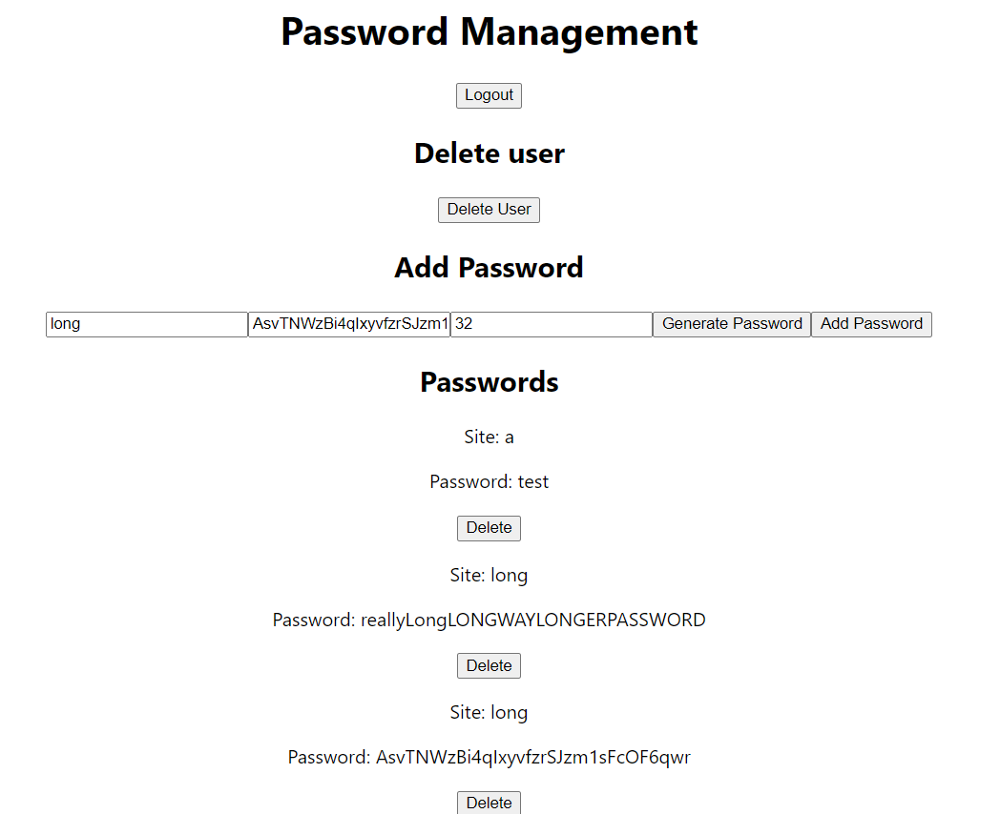 Password Management
Logout
Delete user
Delete User
Add Password
long AsvTNWzBi4qIxyvfzrSJzm1 32 Generate Password Add Password
Passwords
Site: a
Password: test
Delete
Site: long
Password: reallyLongLONGWAYLONGERPASSWORD
Delete
Site: long
Password: AsvTNWzBi4qIxyvfzrSJzm1sFcOF6qwr
Delete